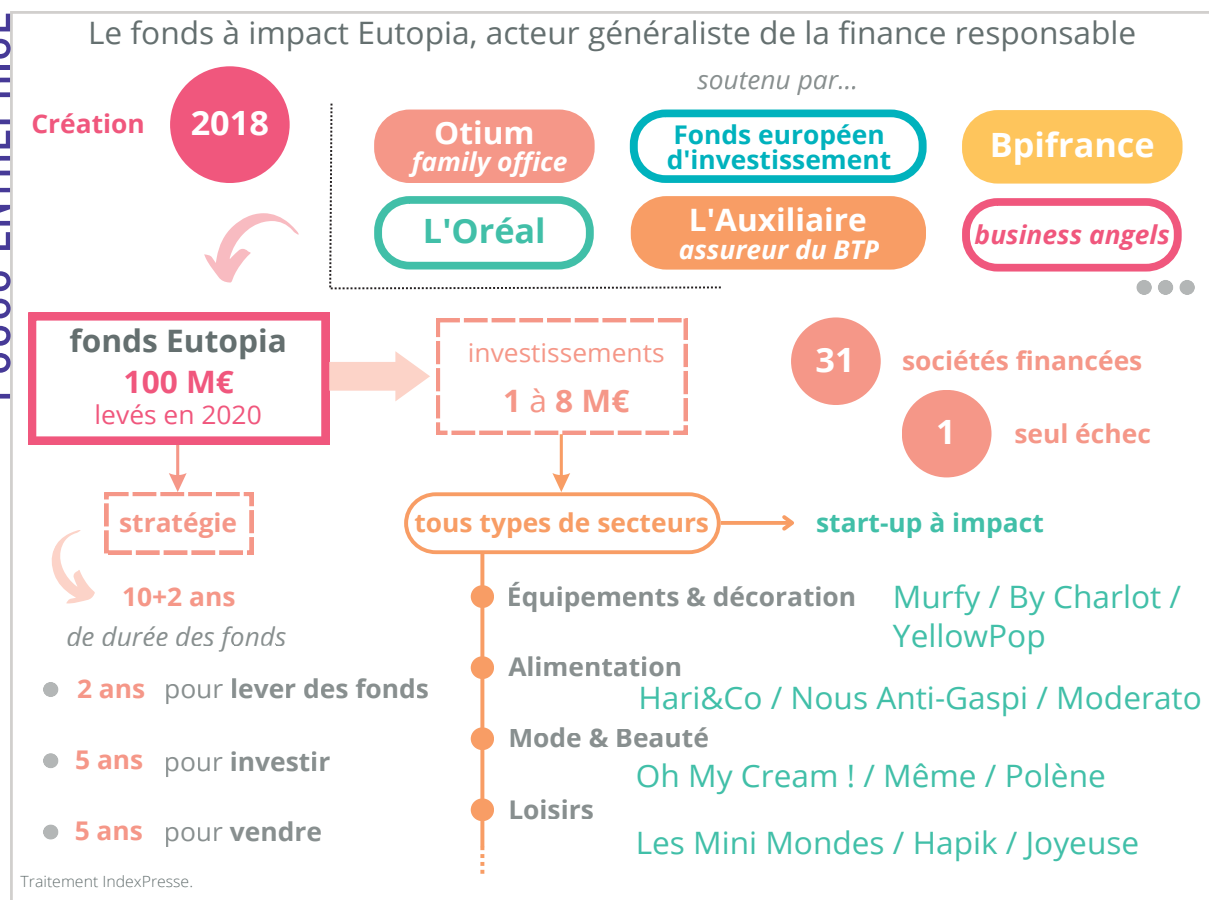 Le fonds à impact Eutopia, acteur généraliste de la finance responsable
soutenu par...
Création
2018
Otium
family office
Fonds européen
d'investissement
Bpifrance
L'Oréal
L'Auxiliaire
assureur du BTP
business angels
fonds Eutopia
100 M€
levés en 2020
investissements
1 à 8 M€
31
sociétés financées
1
seul échec
stratégie
tous types de secteurs
start-up à impact
10+2 ans
de durée des fonds
2 ans pour lever des fonds
5 ans pour investir
5 ans pour vendre
Équipements & décoration
Murfy / By Charlot /
YellowPop
Alimentation
Hari&Co / Nous Anti-Gaspi / Moderato
Mode & Beauté
Oh My Cream ! / Même / Polène
Loisirs
Les Mini Mondes / Hapik / Joyeuse
Traitement IndexPresse.